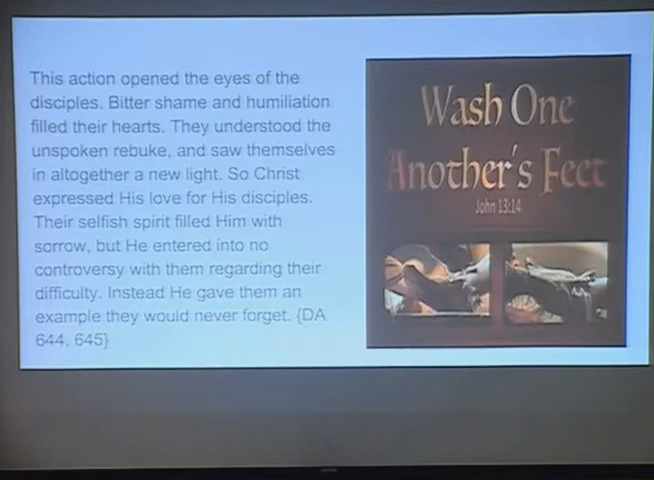 This action opened the eyes of the
disciples. Bitter shame and humiliation
filled their hearts. They understood the
unspoken rebuke, and saw themselves
in altogether a new light. So Christ
expressed His love for His disciples.
Their selfish spirit filled Him with
sorrow, but He entered into no
controversy with them regarding their
difficulty. Instead He gave them an
example they would never forget. {DA
644, 645}
Wash One
Another's Feet
John 13:14